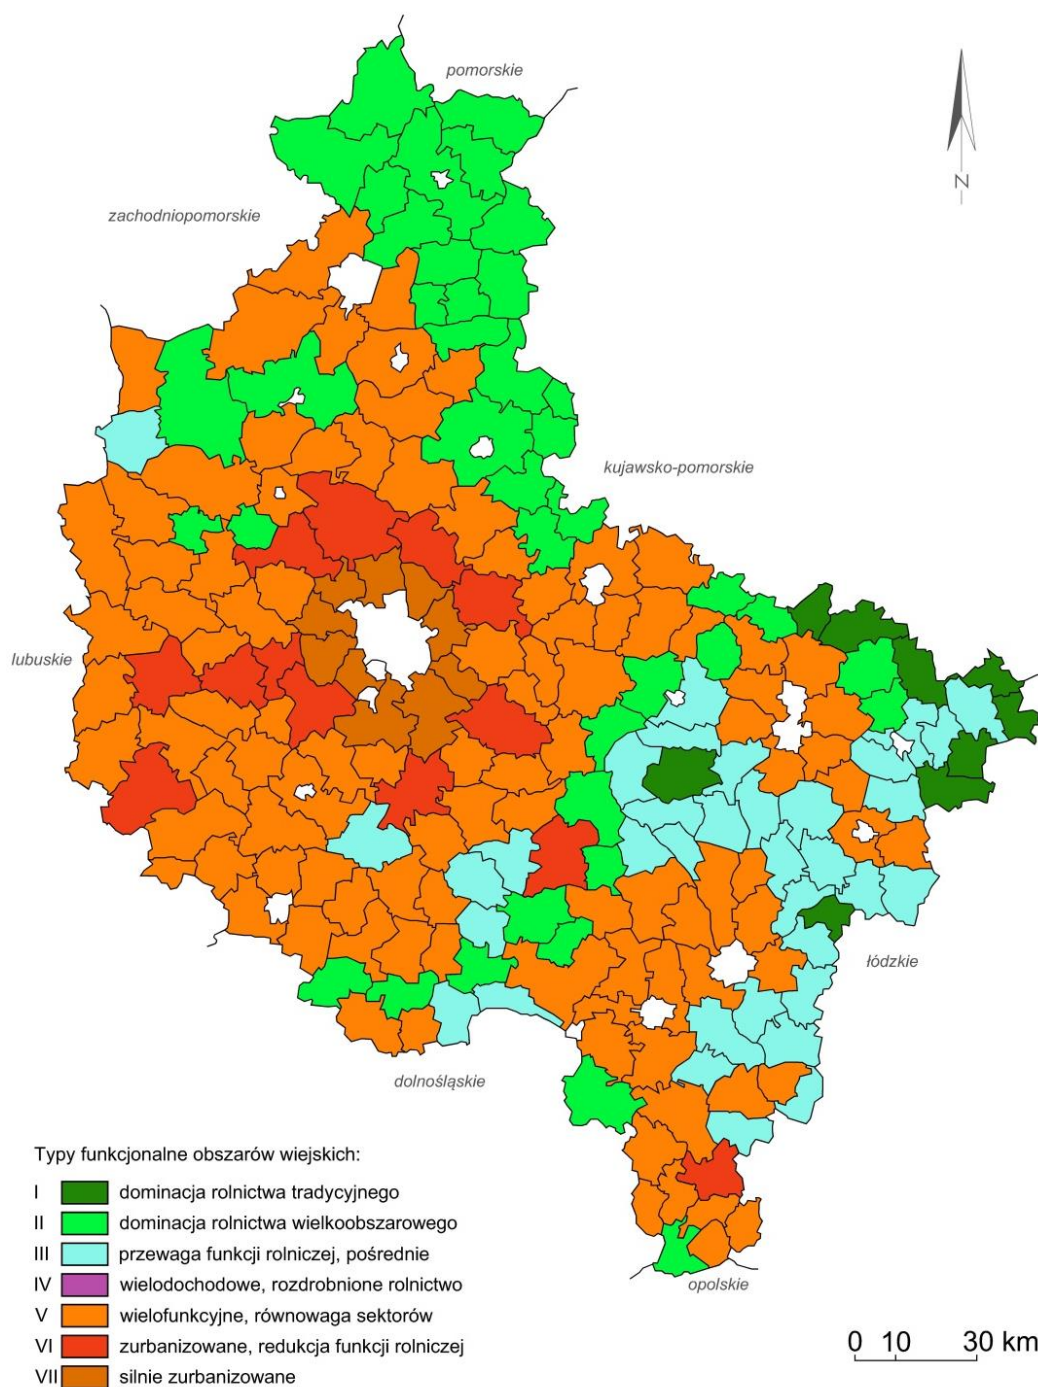 pomorskie
N
zachodniopomorskie
kujawsko-pomorskie
lubuskie
łódzkie
dolnośląskie
Typy funkcjonalne obszarów wiejskich:
I dominacja rolnictwa tradycyjnego
II dominacja rolnictwa wielkoobszarowego
III przewaga funkcji rolniczej, pośrednie
IV wielodochodowe, rozdrobnione rolnictwo
V wielofunkcyjne, równowaga sektorów
VI zurbanizowane, redukcja funkcji rolniczej
VII silnie zurbanizowane
opolskie
0 10 30 km